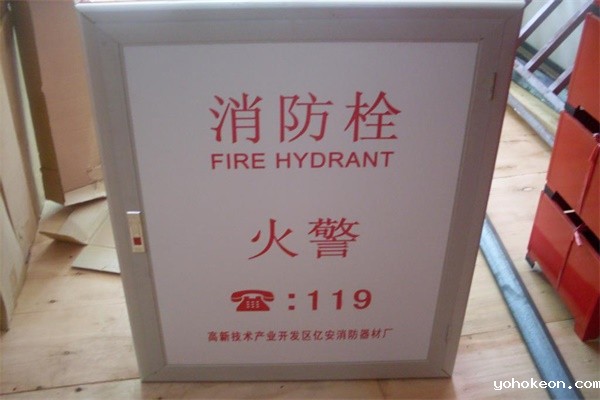 消防栓
FIRE HYDRANT
火警
☎:119
高新技术产业开发区亿安消防器材厂
yohokeon.com